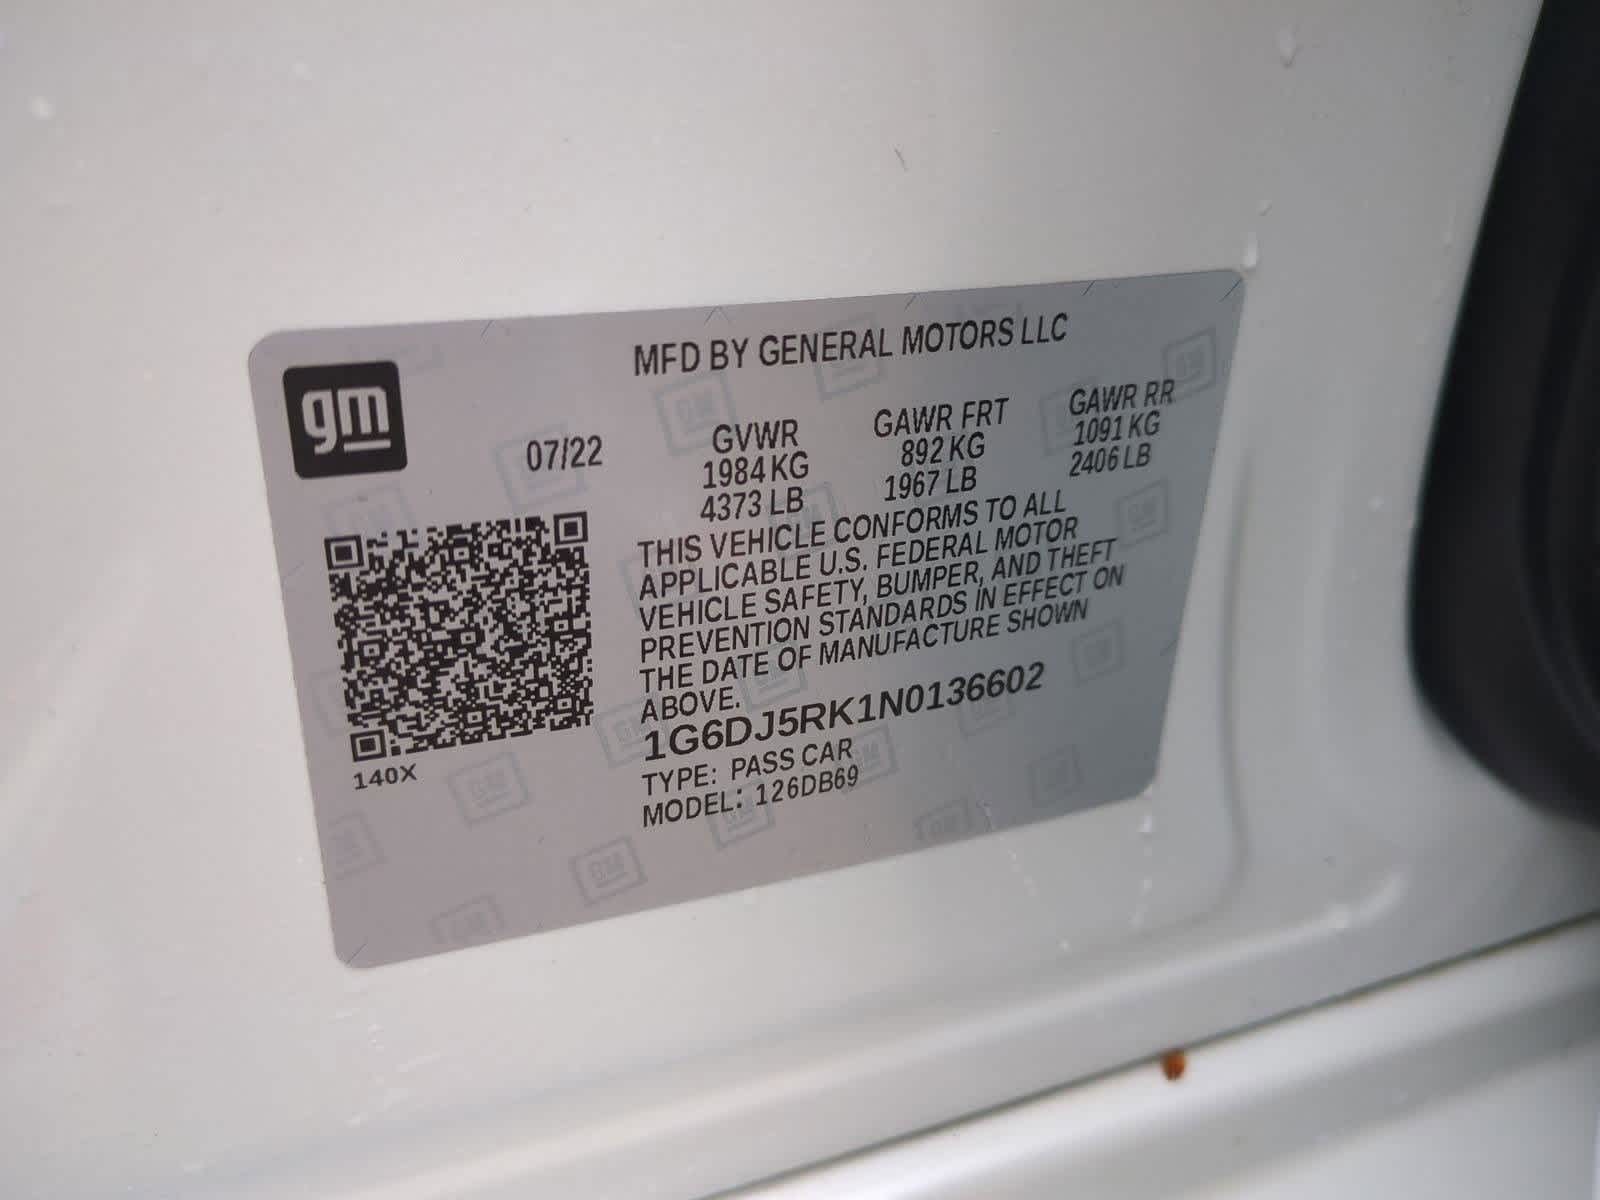 MFD BY GENERAL MOTORS LLC
gm
07/22
GVWR GAWR FRT GAWR RR
1984 KG 892 KG 1091 KG
4373 LB 1967 LB 2406 LB
THIS VEHICLE CONFORMS TO ALL
APPLICABLE U.S. FEDERAL MOTOR
VEHICLE SAFETY, BUMPER, AND THEFT
PREVENTION STANDARDS IN EFFECT ON
THE DATE OF MANUFACTURE SHOWN
ABOVE.
1G6DJ5RK1N0136602
TYPE: PASS CAR
MODEL: 126DB69
140X